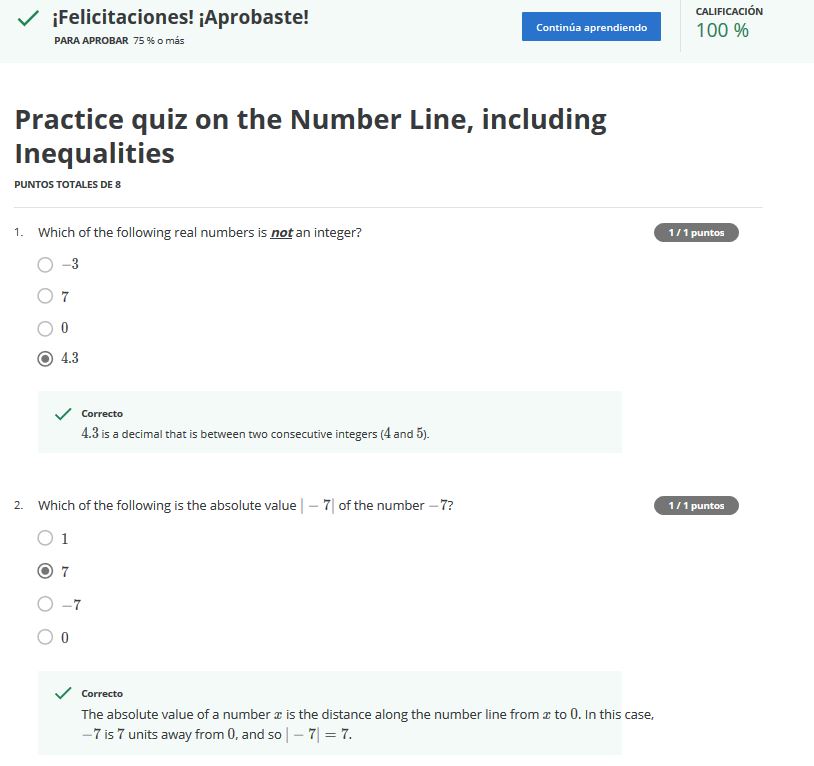 ¡Felicitaciones! ¡Aprobaste!
PARA APROBAR 75 % o más
Continúa aprendiendo
CALIFICACIÓN
100 %
Practice quiz on the Number Line, including
Inequalities
PUNTOS TOTALES DE 8
1. Which of the following real numbers is not an integer?
1 / 1 puntos
−3
7
0
4.3
Correcto
4.3 is a decimal that is between two consecutive integers (4 and 5).
2. Which of the following is the absolute value | − 7| of the number −7?
1 / 1 puntos
1
7
−7
0
Correcto
The absolute value of a number x is the distance along the number line from x to 0. In this case,
−7 is 7 units away from 0, and so | − 7| = 7.